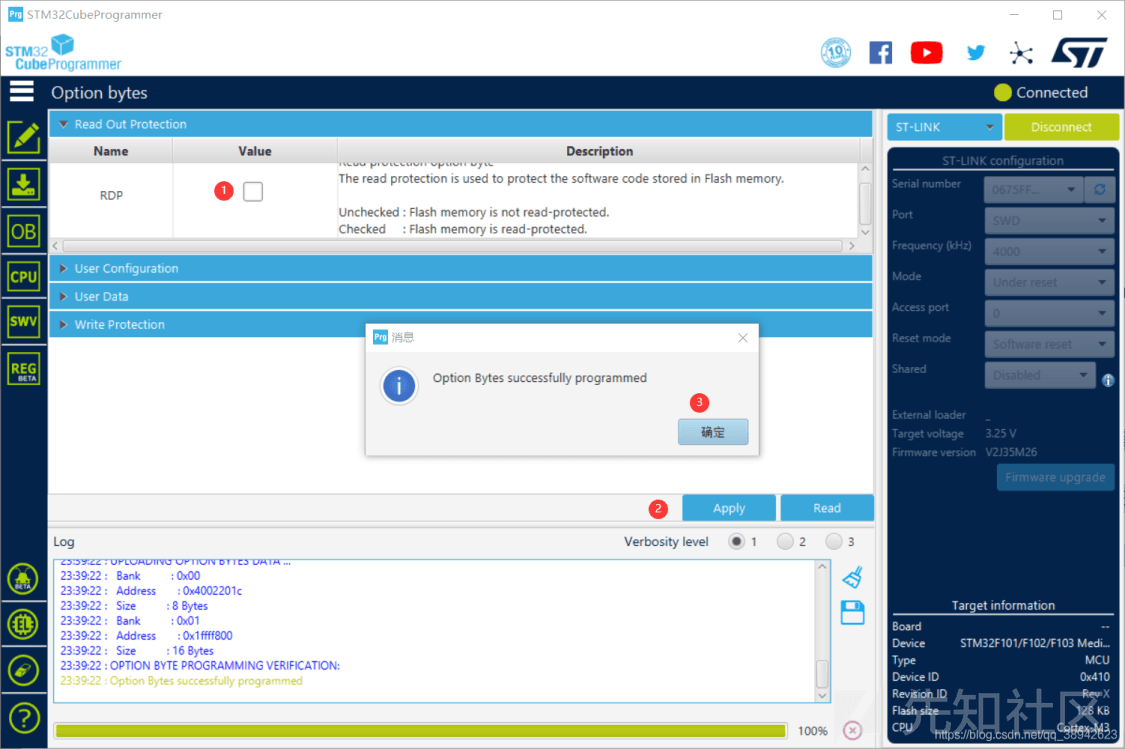 Prg STM32CubeProgrammer
STM32
CubeProgrammer
10
Option bytes
Connected
Read Out Protection
Name Value Description
Read protection option byte
The read protection is used to protect the software code stored in Flash memory.
RDP
1
Unchecked : Flash memory is not read-protected.
Checked : Flash memory is read-protected.
User Configuration
User Data
Write Protection
OB
CPU
SWV
REG
BETA
Prg 消息
Option Bytes successfully programmed
3
确定
2
Apply Read
Log Verbosity level 1 2 3
23:39:22 : UPLOADING OPTION BYTES DATA ...
23:39:22 : Bank : 0x00
23:39:22 : Address : 0x4002201c
23:39:22 : Size : 8 Bytes
23:39:22 : Bank : 0x01
23:39:22 : Address : 0x1ffff800
23:39:22 : Size : 16 Bytes
23:39:22 : OPTION BYTE PROGRAMMING VERIFICATION:
23:39:22 : Option Bytes successfully programmed
100%
BETA
EL
?
ST-LINK Disconnect
ST-LINK configuration
Serial number 0675FF...
Port SWD
Frequency (kHz) 4000
Mode Under reset
Access port 0
Reset mode Software reset
Shared Disabled
External loader _
Target voltage 3.25 V
Firmware version V2J35M26
Firmware upgrade
Target information
Board --
Device STM32F101/F102/F103 Medi...
Type MCU
Device ID 0x410
Revision ID Rev X
Flash size 128 KB
CPU Cortex-M3
先知社区
https://blog.csdn.net/qq_38942623